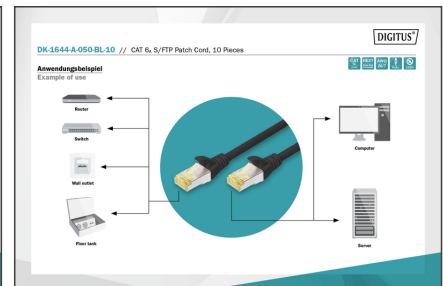 DIGITUS®
DK-1644-A-050-BL-10 // CAT 6A S/FTP Patch Cord, 10 Pieces
Anwendungsbeispiel
Example of use
Router
Switch
Wall outlet
Floor tank
Computer
Server